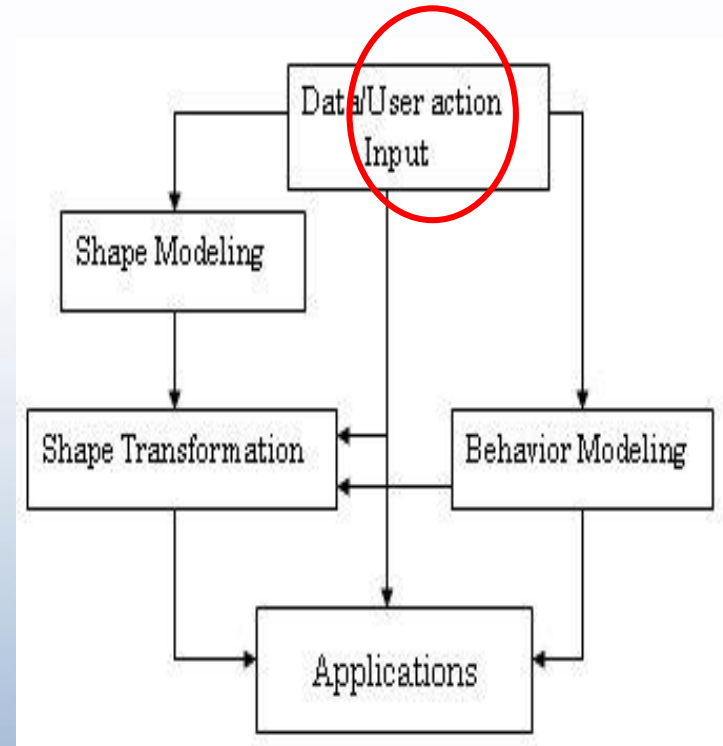 Data/User action
Input
Shape Modeling
Shape Transformation
Behavior Modeling
Applications